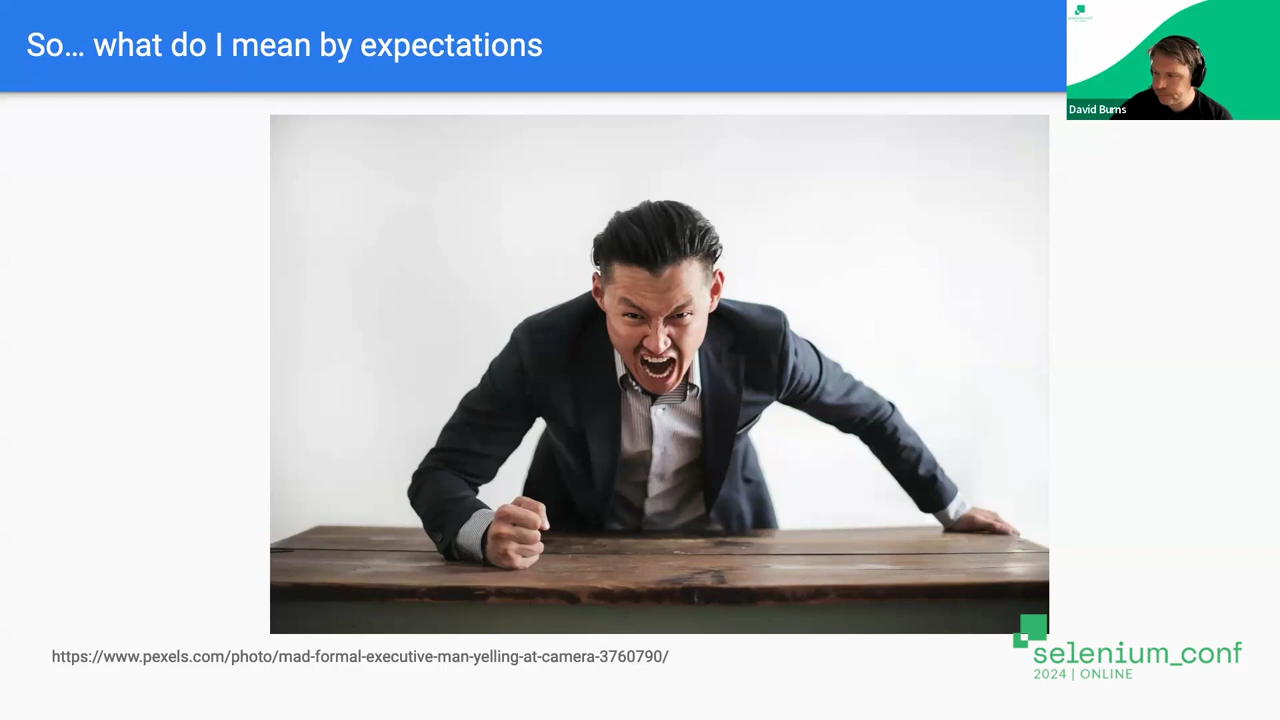 So… what do I mean by expectations
selenium_conf
David Burns
https://www.pexels.com/photo/mad-formal-executive-man-yelling-at-camera-3760790/
selenium_conf
2024 | ONLINE